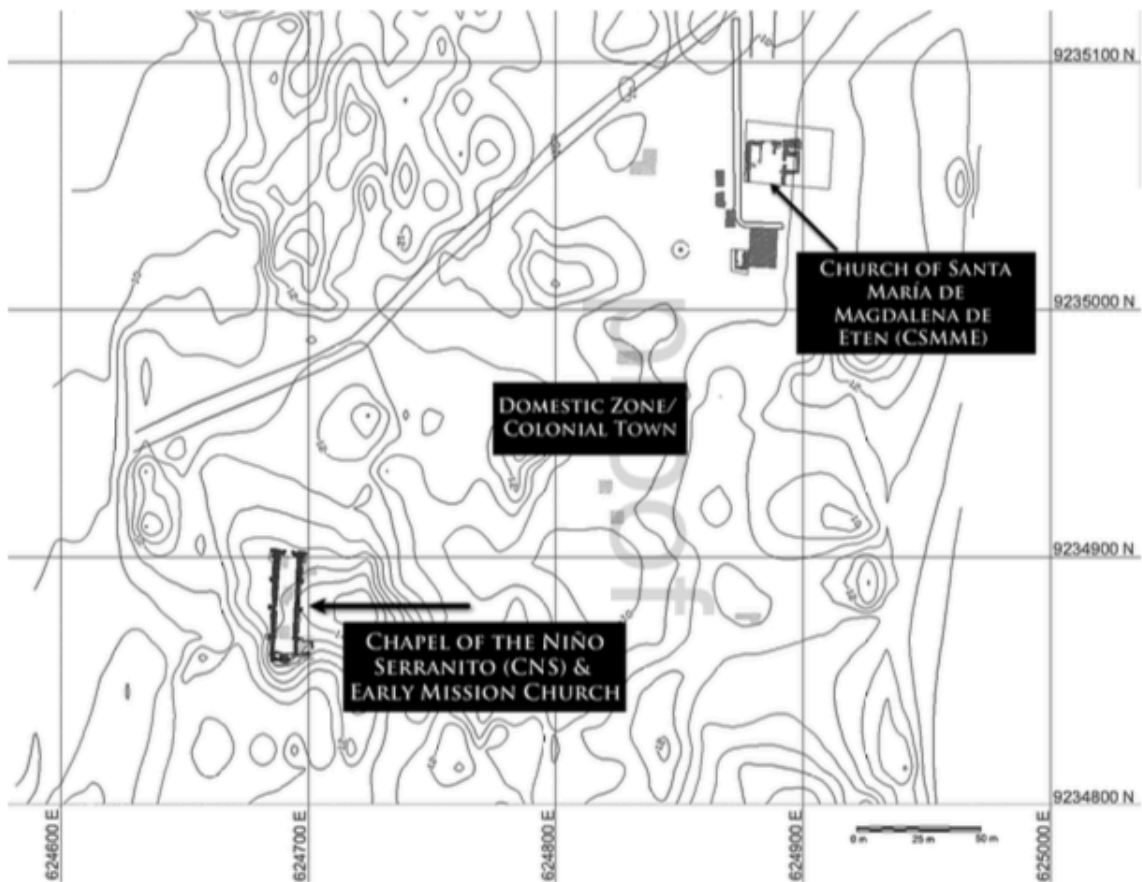 9235100 N
CHURCH OF SANTA
MARÍA DE
MAGDALENA DE
ETEN (CSMME)
9235000 N
DOMESTIC ZONE/
COLONIAL TOWN
9234900 N
CHAPEL OF THE NIÑO
SERRANITO (CNS) &
EARLY MISSION CHURCH
9234800 N
0 m 25 m 50 m
624600 E
624700 E
624800 E
624900 E
625000 E